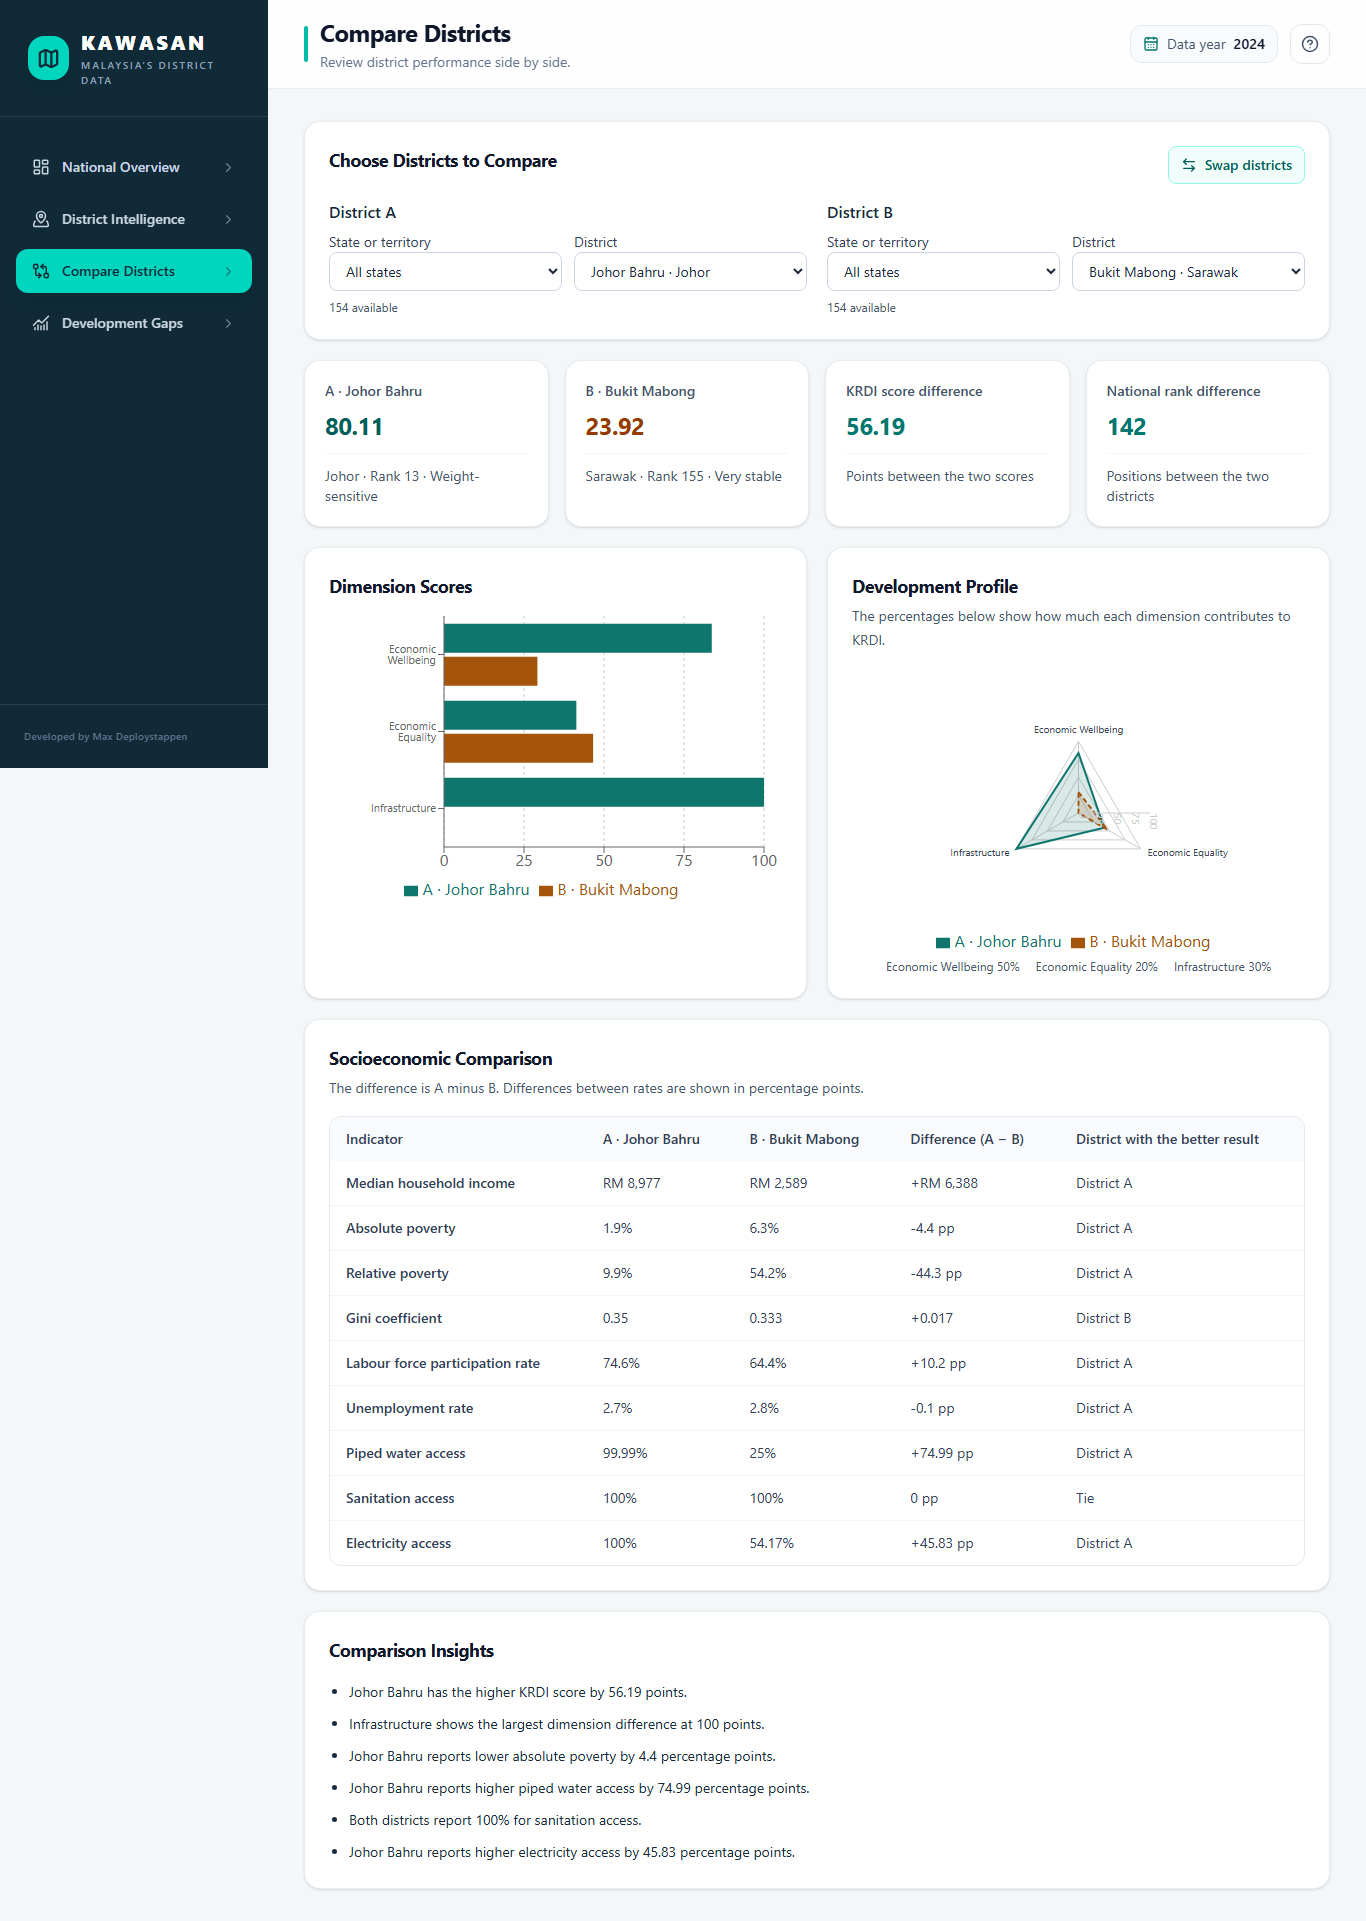 KAWASAN
MALAYSIA'S DISTRICT
DATA
National Overview
District Intelligence
Compare Districts
Development Gaps
Developed by Max Deploystappen
Compare Districts
Review district performance side by side.
Data year 2024
Choose Districts to Compare
Swap districts
District A
State or territory
All states
154 available
District
Johor Bahru · Johor
District B
State or territory
All states
154 available
District
Bukit Mabong · Sarawak
A · Johor Bahru
80.11
Johor · Rank 13 · Weight-
sensitive
B · Bukit Mabong
23.92
Sarawak · Rank 155 · Very stable
KRDI score difference
56.19
Points between the two scores
National rank difference
142
Positions between the two
districts
Dimension Scores
Economic
Wellbeing
Economic
Equality
Infrastructure
0 25 50 75 100
A · Johor Bahru B · Bukit Mabong
Development Profile
The percentages below show how much each dimension contributes to
KRDI.
Economic Wellbeing
50 75 100
Infrastructure
Economic Equality
A · Johor Bahru B · Bukit Mabong
Economic Wellbeing 50% Economic Equality 20% Infrastructure 30%
Socioeconomic Comparison
The difference is A minus B. Differences between rates are shown in percentage points.
Indicator A · Johor Bahru B · Bukit Mabong Difference (A − B) District with the better result
Median household income RM 8,977 RM 2,589 +RM 6,388 District A
Absolute poverty 1.9% 6.3% -4.4 pp District A
Relative poverty 9.9% 54.2% -44.3 pp District A
Gini coefficient 0.35 0.333 +0.017 District B
Labour force participation rate 74.6% 64.4% +10.2 pp District A
Unemployment rate 2.7% 2.8% -0.1 pp District A
Piped water access 99.99% 25% +74.99 pp District A
Sanitation access 100% 100% 0 pp Tie
Electricity access 100% 54.17% +45.83 pp District A
Comparison Insights
• Johor Bahru has the higher KRDI score by 56.19 points.
• Infrastructure shows the largest dimension difference at 100 points.
• Johor Bahru reports lower absolute poverty by 4.4 percentage points.
• Johor Bahru reports higher piped water access by 74.99 percentage points.
• Both districts report 100% for sanitation access.
• Johor Bahru reports higher electricity access by 45.83 percentage points.